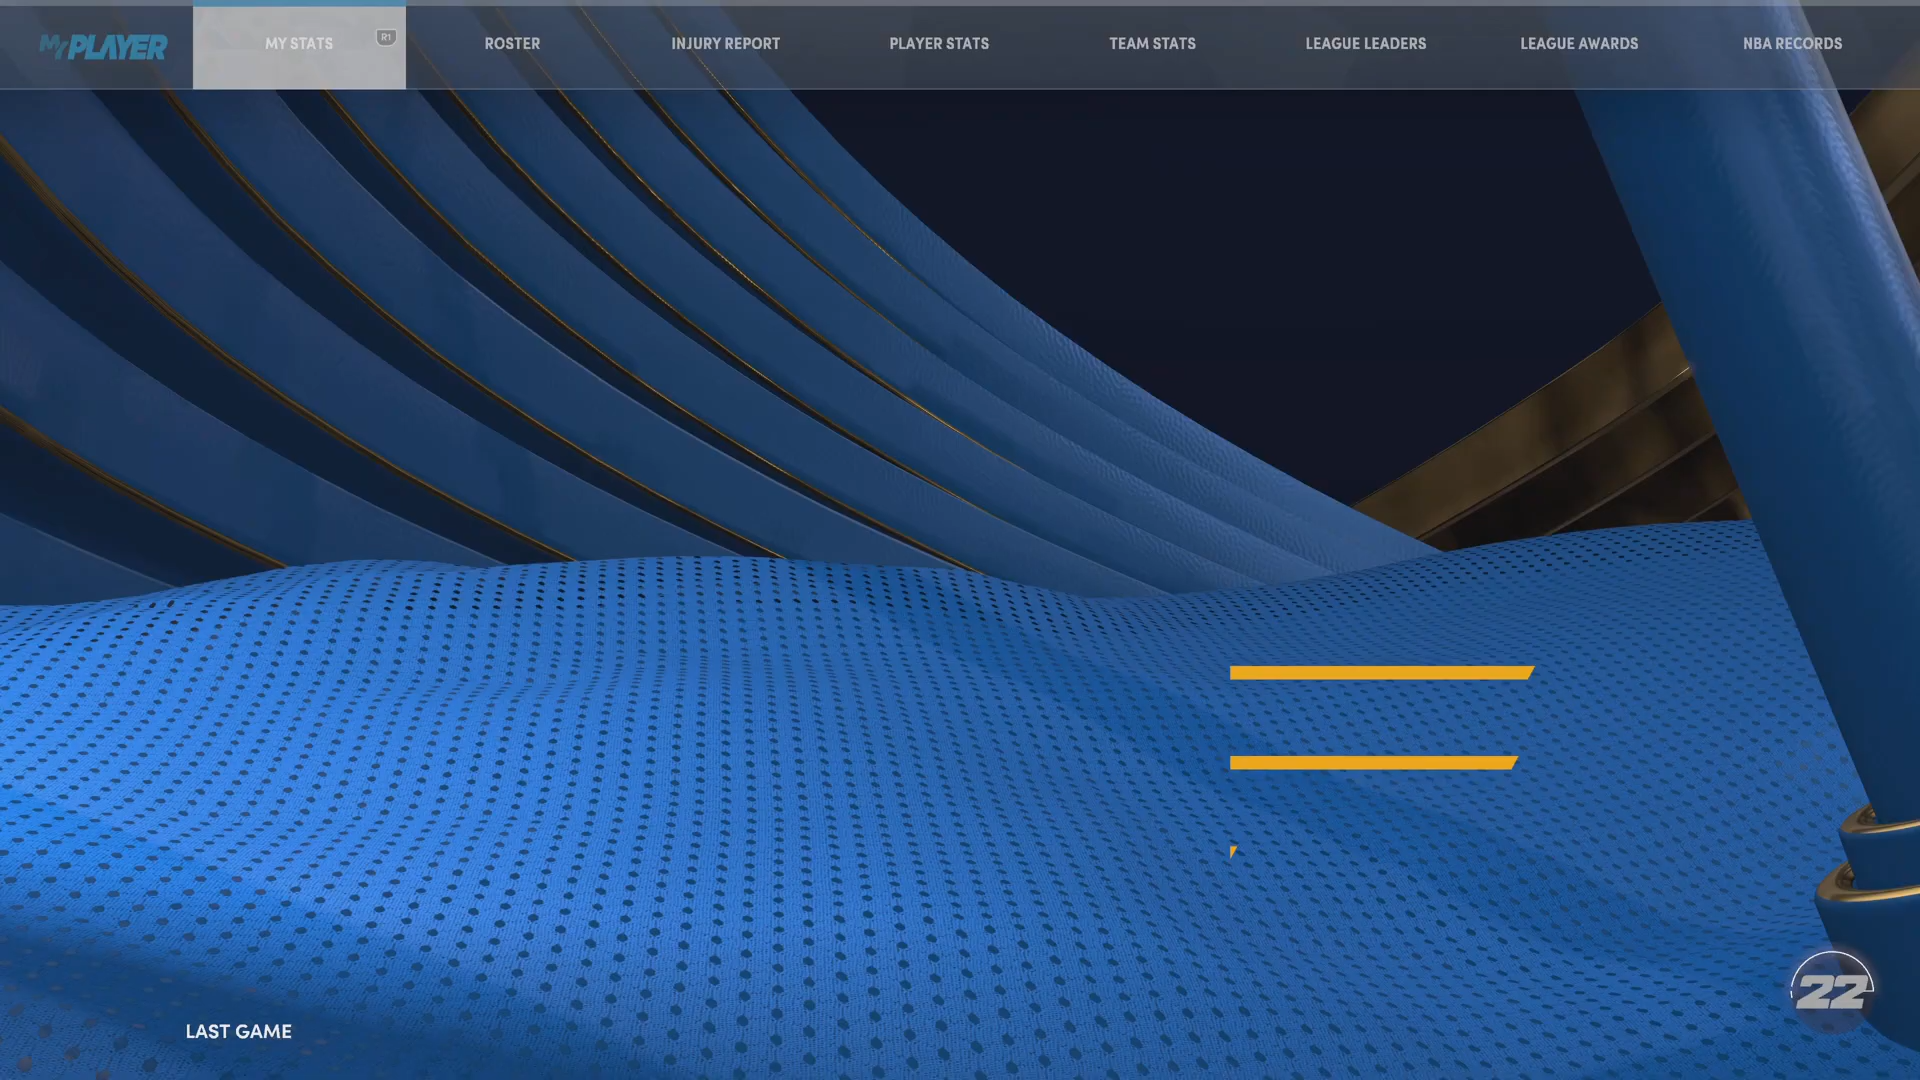 MyPLAYER
MY STATS
R1
ROSTER
INJURY REPORT
PLAYER STATS
TEAM STATS
LEAGUE LEADERS
LEAGUE AWARDS
NBA RECORDS
22
LAST GAME